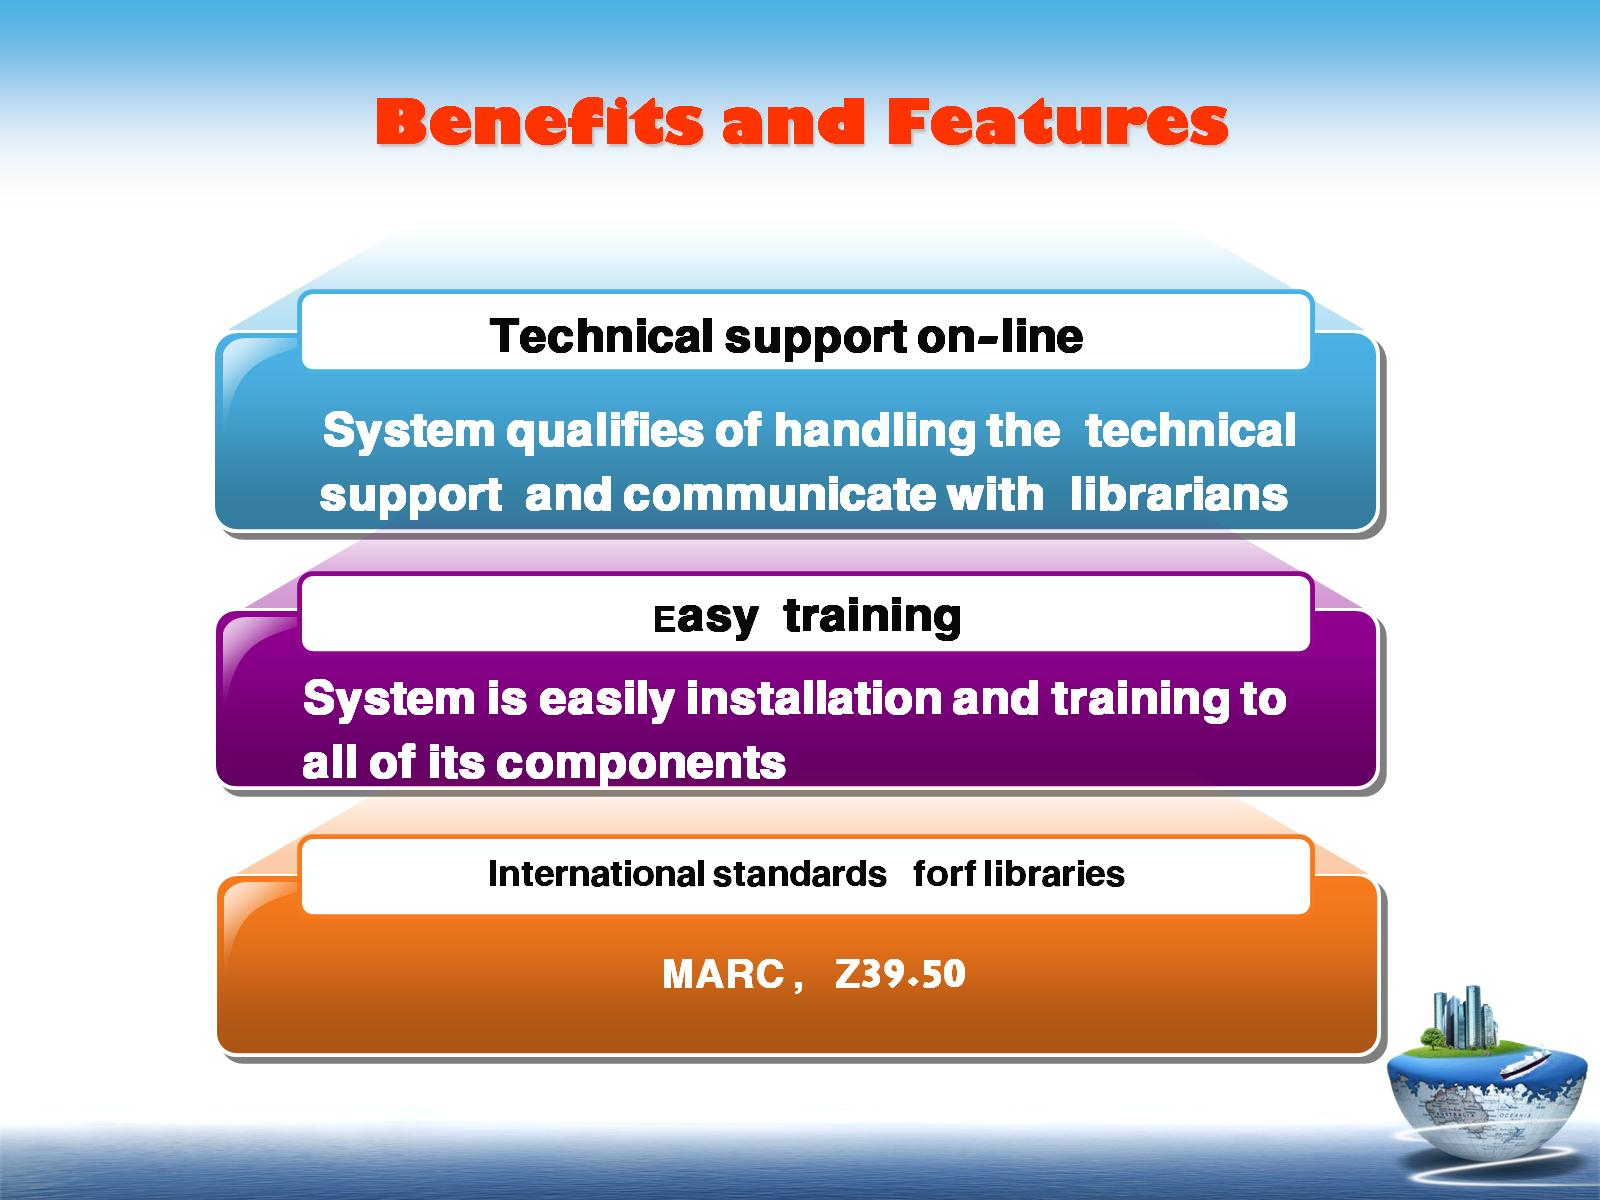 Benefits and Features
Technical support on-line
System qualifies of handling the technical
support and communicate with librarians
Easy training
System is easily installation and training to
all of its components
International standards forf libraries
MARC, Z39.50
AUSTRALIA
OCEANIA